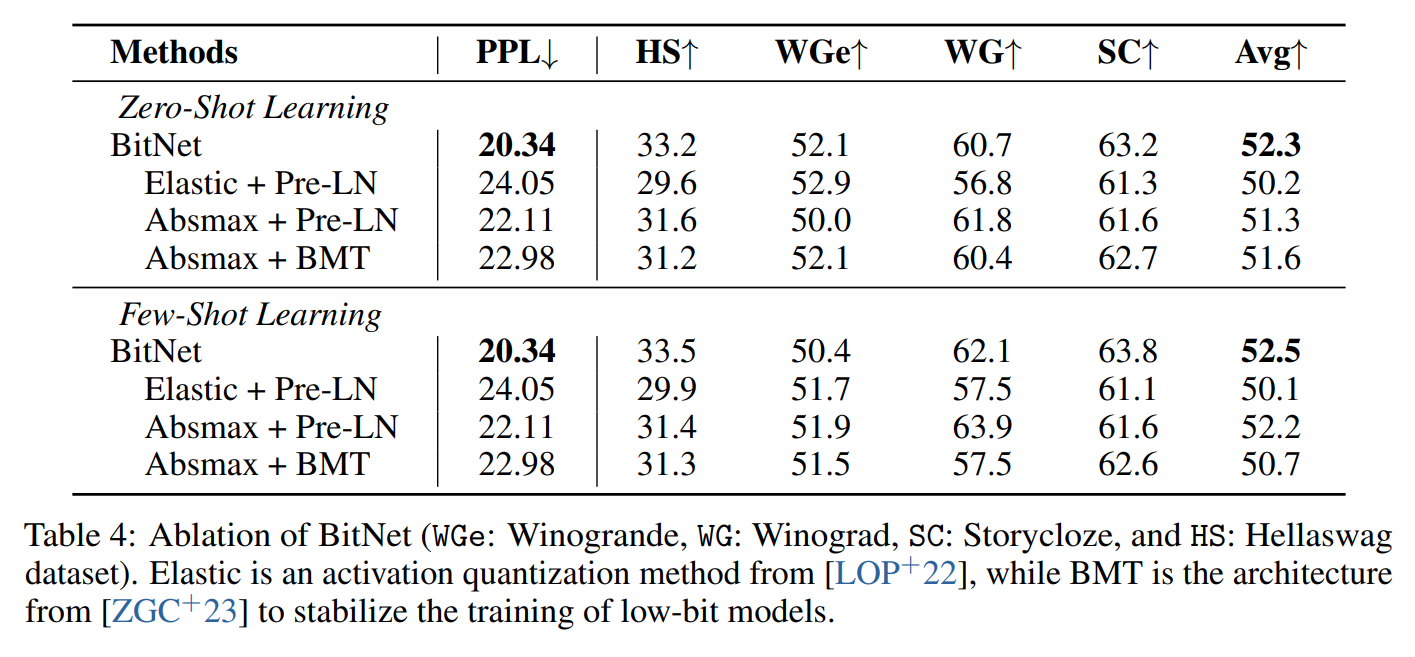 Methods PPL↓ HS↑ WGe↑ WG↑ SC↑ Avg↑
Zero-Shot Learning
BitNet 20.34 33.2 52.1 60.7 63.2 52.3
Elastic + Pre-LN 24.05 29.6 52.9 56.8 61.3 50.2
Absmax + Pre-LN 22.11 31.6 50.0 61.8 61.6 51.3
Absmax + BMT 22.98 31.2 52.1 60.4 62.7 51.6
Few-Shot Learning
BitNet 20.34 33.5 50.4 62.1 63.8 52.5
Elastic + Pre-LN 24.05 29.9 51.7 57.5 61.1 50.1
Absmax + Pre-LN 22.11 31.4 51.9 63.9 61.6 52.2
Absmax + BMT 22.98 31.3 51.5 57.5 62.6 50.7
Table 4: Ablation of BitNet (WGe: Winogrande, WG: Winograd, SC: Storycloze, and HS: Hellaswag
dataset). Elastic is an activation quantization method from [LOP+22], while BMT is the architecture
from [ZGC+23] to stabilize the training of low-bit models.